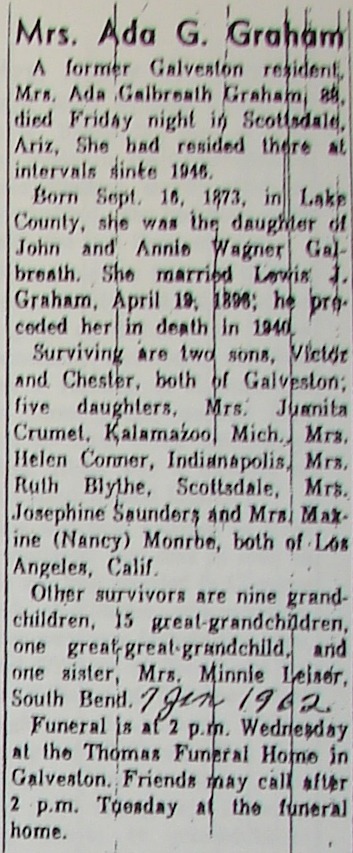 Mrs. Ada G. Graham
A former Galveston resident,
Mrs. Ada Galbreath Graham, 88,
died Friday night in Scottsdale,
Ariz, She had resided there at
intervals sinke 1946.
Born Sept. 16, 1873, in Lake
County, she was the daughter of
John and Annie Wagner Gal-
breath. She married Lewis J.
Graham, April 19, 1896; he pre-
ceded her in death in 1940.
Surviving are two sons, Victor
and Chester, both of Galveston;
five daughters, Mrs. Juanita
Crumet, Kalamazoo, Mich., Mrs.
Helen Conner, Indianapolis, Mrs.
Ruth Blythe, Scottsdale, Mrs.
Josephine Saunders and Mrs. Max-
ine (Nancy) Monroe, both of Los
Angeles, Calif.
Other survivors are nine grand-
children, 15 great-grandchildren,
one great-great-grandchild, and
one sister, Mrs. Minnie Leiser,
South Bend. 7 1962.
Funeral is at 2 p.m. Wednesday
at the Thomas Funeral Home in
Galveston. Friends may call after
2 p.m. Tuesday at the funeral
home.